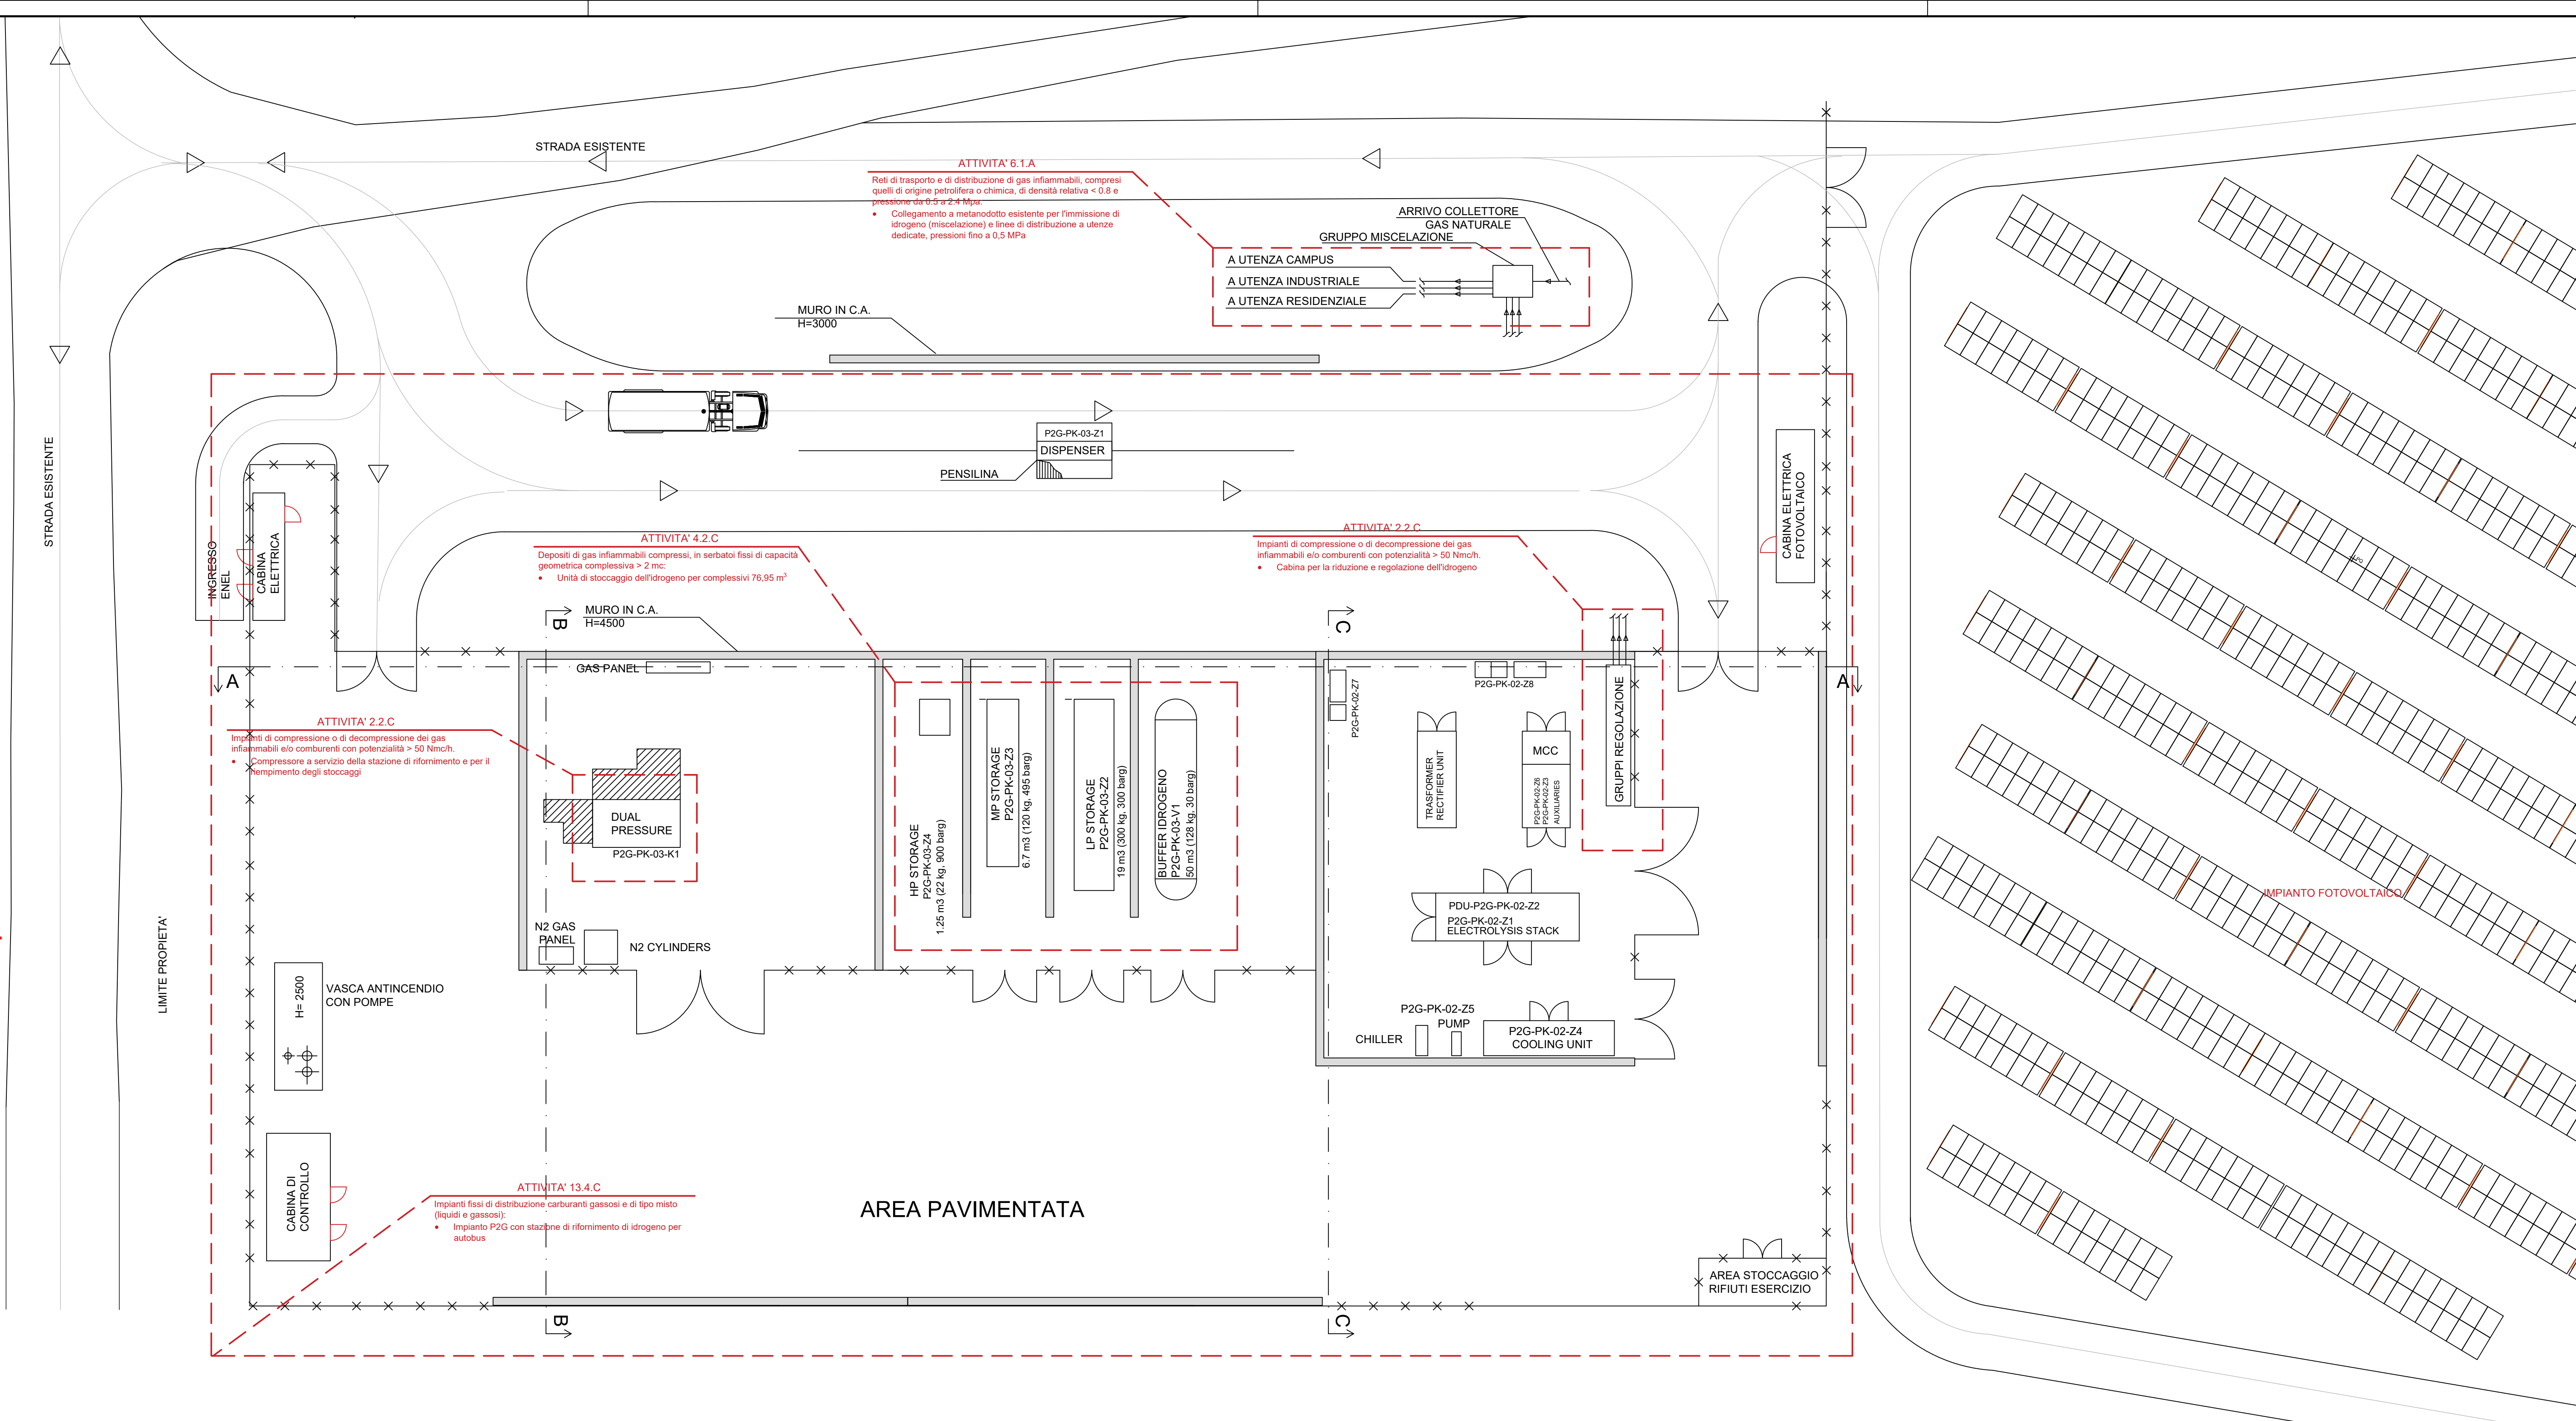 STRADA ESISTENTE
ATTIVITA' 6.1.A
Reti di trasporto e di distribuzione di gas infiammabili, compresi
quelli di origine petrolifera o chimica, di densità relativa < 0.8 e
pressione da 0.5 a 2.4 Mpa.
• Collegamento a metanodotto esistente per l'immissione di
idrogeno (miscelazione) e linee di distribuzione a utenze
dedicate, pressioni fino a 0,5 MPa
ARRIVO COLLETTORE
GAS NATURALE
GRUPPO MISCELAZIONE
A UTENZA CAMPUS
A UTENZA INDUSTRIALE
A UTENZA RESIDENZIALE
MURO IN C.A.
H=3000
P2G-PK-03-Z1
DISPENSER
PENSILINA
STRADA ESISTENTE
INGRESSO
ENEL
CABINA
ELETTRICA
CABINA ELETTRICA
FOTOVOLTAICO
ATTIVITA' 4.2.C
Depositi di gas infiammabili compressi, in serbatoi fissi di capacità
geometrica complessiva > 2 mc:
• Unità di stoccaggio dell'idrogeno per complessivi 76,95 m³
ATTIVITA' 2.2.C
Impianti di compressione o di decompressione dei gas
infiammabili e/o comburenti con potenzialità > 50 Nmc/h.
• Cabina per la riduzione e regolazione dell'idrogeno
MURO IN C.A.
H=4500
B
C
A
A
GAS PANEL
P2G-PK-02-Z7
P2G-PK-02-Z8
GRUPPI REGOLAZIONE
ATTIVITA' 2.2.C
Impianti di compressione o di decompressione dei gas
infiammabili e/o comburenti con potenzialità > 50 Nmc/h.
• Compressore a servizio della stazione di rifornimento e per il
riempimento degli stoccaggi
DUAL
PRESSURE
P2G-PK-03-K1
HP STORAGE
P2G-PK-03-Z4
1.25 m3 (22 kg, 900 barg)
MP STORAGE
P2G-PK-03-Z3
6.7 m3 (120 kg, 495 barg)
LP STORAGE
P2G-PK-03-Z2
19 m3 (300 kg, 300 barg)
BUFFER IDROGENO
P2G-PK-03-V1
50 m3 (128 kg, 30 barg)
TRASFORMER
RECTIFIER UNIT
MCC
P2G-PK-02-Z6
P2G-PK-02-Z3
AUXILIARIES
PDU-P2G-PK-02-Z2
P2G-PK-02-Z1
ELECTROLYSIS STACK
IMPIANTO FOTOVOLTAICO
N2 GAS
PANEL
N2 CYLINDERS
LIMITE PROPIETA'
H= 2500
VASCA ANTINCENDIO
CON POMPE
P2G-PK-02-Z5
PUMP
CHILLER
P2G-PK-02-Z4
COOLING UNIT
CABINA DI
CONTROLLO
ATTIVITA' 13.4.C
Impianti fissi di distribuzione carburanti gassosi e di tipo misto
(liquidi e gassosi):
• Impianto P2G con stazione di rifornimento di idrogeno per
autobus
AREA PAVIMENTATA
AREA STOCCAGGIO
RIFIUTI ESERCIZIO
B
C